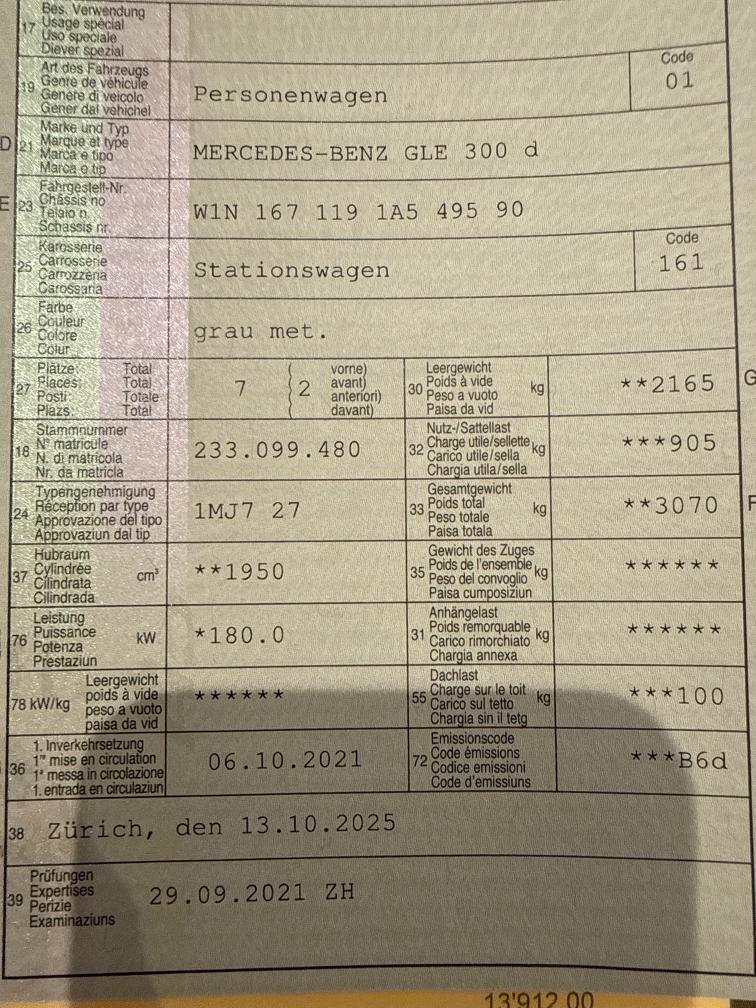 Bes. Verwendung
17 Usage spécial
Uso speciale
Diever spezial
Art des Fahrzeugs
19 Genre de véhicule
Genere di veicolo
Gener dal vehichel
Personenwagen
Code
01
Marke und Typ
D 21 Marque et type
Marca e tipo
Marca e tip
MERCEDES-BENZ GLE 300 d
Fahrgestell-Nr.
E 23 Châssis no
Telaio n.
Schassis nr.
W1N 167 119 1A5 495 90
Karosserie
25 Carrosserie
Carrozzeria
Carossaria
Stationswagen
Code
161
Farbe
26 Couleur
Colore
Colur
grau met.
Plätze: Total
27 Places: Total
Posti: Totale
Plazs: Total
7 { 2
vorne)
avant)
anteriori)
davant)
Leergewicht
30 Poids à vide kg
Peso a vuoto
Paisa da vid
**2165 G
Stammnummer
18 N° matricule
N. di matricola
Nr. da matricla
233.099.480
Nutz-/Sattellast
32 Charge utile/sellette kg
Carico utile/sella
Chargia utila/sella
***905
Typengenehmigung
24 Réception par type
Approvazione del tipo
Approvaziun dal tip
1MJ7 27
Gesamtgewicht
33 Poids total kg
Peso totale
Paisa totala
**3070 F
Hubraum
37 Cylindrée cm³
Cilindrata
Cilindrada
**1950
Gewicht des Zuges
35 Poids de l'ensemble kg
Peso del convoglio
Paisa cumposiziun
******
Leistung
76 Puissance kW
Potenza
Prestaziun
*180.0
Anhängelast
31 Poids remorquable kg
Carico rimorchiato
Chargia annexa
******
Leergewicht
78 kW/kg poids à vide
peso a vuoto
paisa da vid
******
Dachlast
55 Charge sur le toit kg
Carico sul tetto
Chargia sin il tetg
***100
1. Inverkehrsetzung
36 1re mise en circulation
1a messa in circolazione
1. entrada en circulaziun
06.10.2021
Emissionscode
72 Code émissions
Codice emissioni
Code d'emissiuns
***B6d
38 Zürich, den 13.10.2025
Prüfungen
39 Expertises
Perizie
Examinaziuns
29.09.2021 ZH
13'912.00